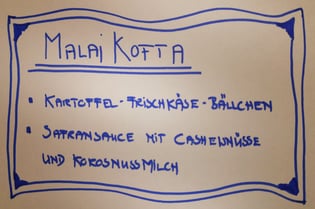 MALAI KOFTA
• KARTOFFEL-FRISCHKÄSE-BÄLLCHEN
• SAFRANSAUCE MIT CASHEWNÜSSE
UND KOKOSNUSSMILCH